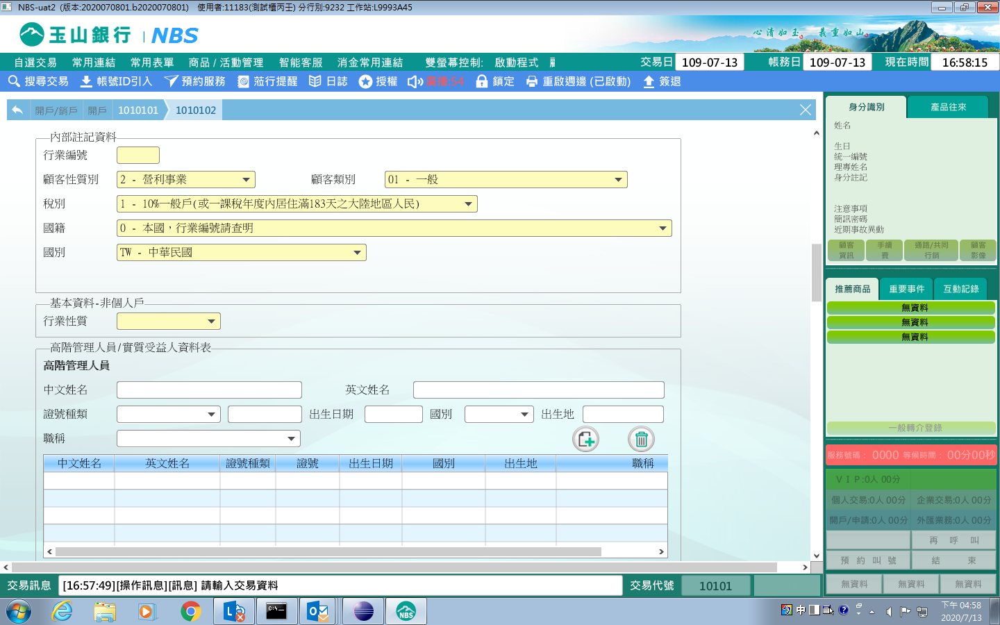 NBS-uat2 (版本:2020070801.b2020070801) 使用者:11183(測試櫃丙壬) 分行別:9232 工作站:L9993A45
玉山銀行 | NBS
心清如玉 義重如山
自選交易 常用連結 常用表單 商品 / 活動管理 智能客服 消金常用連結 雙螢幕控制: 啟動程式
交易日 109-07-13 帳務日 109-07-13 現在時間 16:58:15
搜尋交易 帳號ID引入 預約服務 蒞行提醒 日誌 授權 高櫃:54 鎖定 重啟週邊 (已啟動) 簽退
開戶/銷戶 開戶 1010101 1010102
內部註記資料
行業編號
顧客性質別 2 - 營利事業 顧客類別 01 - 一般
稅別 1 - 10%一般戶(或一課稅年度內居住滿183天之大陸地區人民)
國籍 0 - 本國，行業編號請查明
國別 TW - 中華民國
基本資料-非個人戶
行業性質
高階管理人員/實質受益人資料表
高階管理人員
中文姓名 英文姓名
證號種類 出生日期 國別 出生地
職稱
中文姓名 英文姓名 證號種類 證號 出生日期 國別 出生地 職稱
交易訊息 [16:57:49][操作訊息][訊息] 請輸入交易資料 交易代號 10101
身分識別 產品往來
姓名
生日
統一編號
理專姓名
身分註記
注意事項
簡訊密碼
近期事故異動
顧客資訊 手續費 通路/共同行銷 顧客影像
推薦商品 重要事件 互動記錄
無資料
無資料
無資料
一般轉介登錄
服務號碼： 0000 等候時間： 00分00秒
ＶＩＰ:0人 00分
個人交易:0人 00分 企業交易:0人 00分
開戶/申請:0人 00分 外匯業務:0人 00分
再 呼 叫
預 約 叫 號 結 束
無資料 無資料 無資料
NBS
中
下午 04:58
2020/7/13